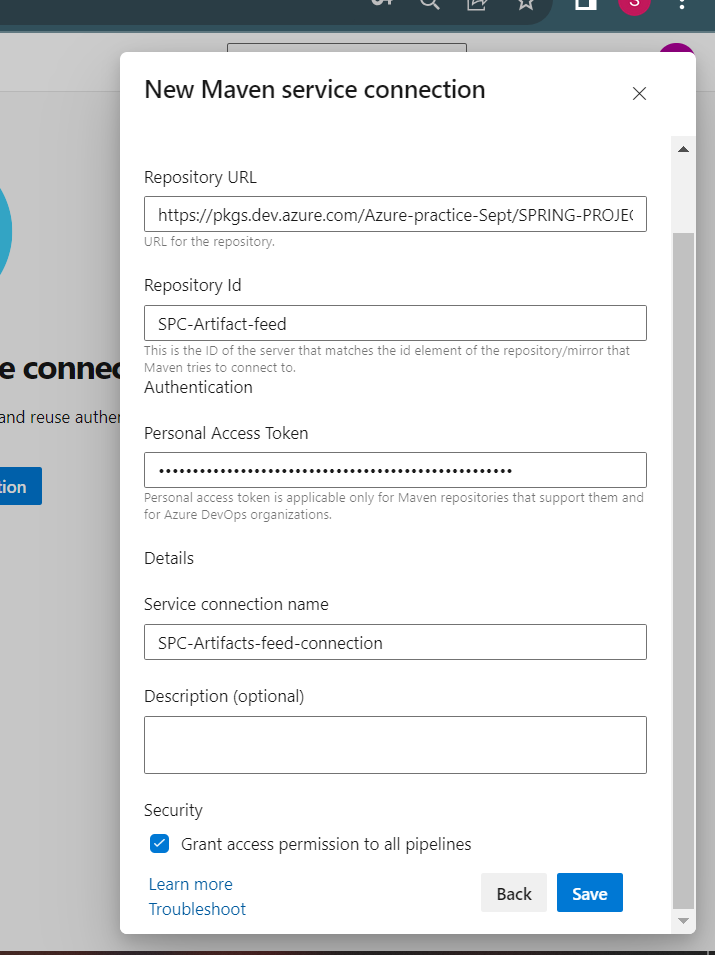 S
New Maven service connection
Repository URL
https://pkgs.dev.azure.com/Azure-practice-Sept/SPRING-PROJEC
URL for the repository.
Repository Id
SPC-Artifact-feed
This is the ID of the server that matches the id element of the repository/mirror that
Maven tries to connect to.
e connec
Authentication
and reuse auther
Personal Access Token
••••••••••••••••••••••••••••••••••••••••••••••••••••
tion
Personal access token is applicable only for Maven repositories that support them and
for Azure DevOps organizations.
Details
Service connection name
SPC-Artifacts-feed-connection
Description (optional)
Security
Grant access permission to all pipelines
Learn more
Back
Save
Troubleshoot